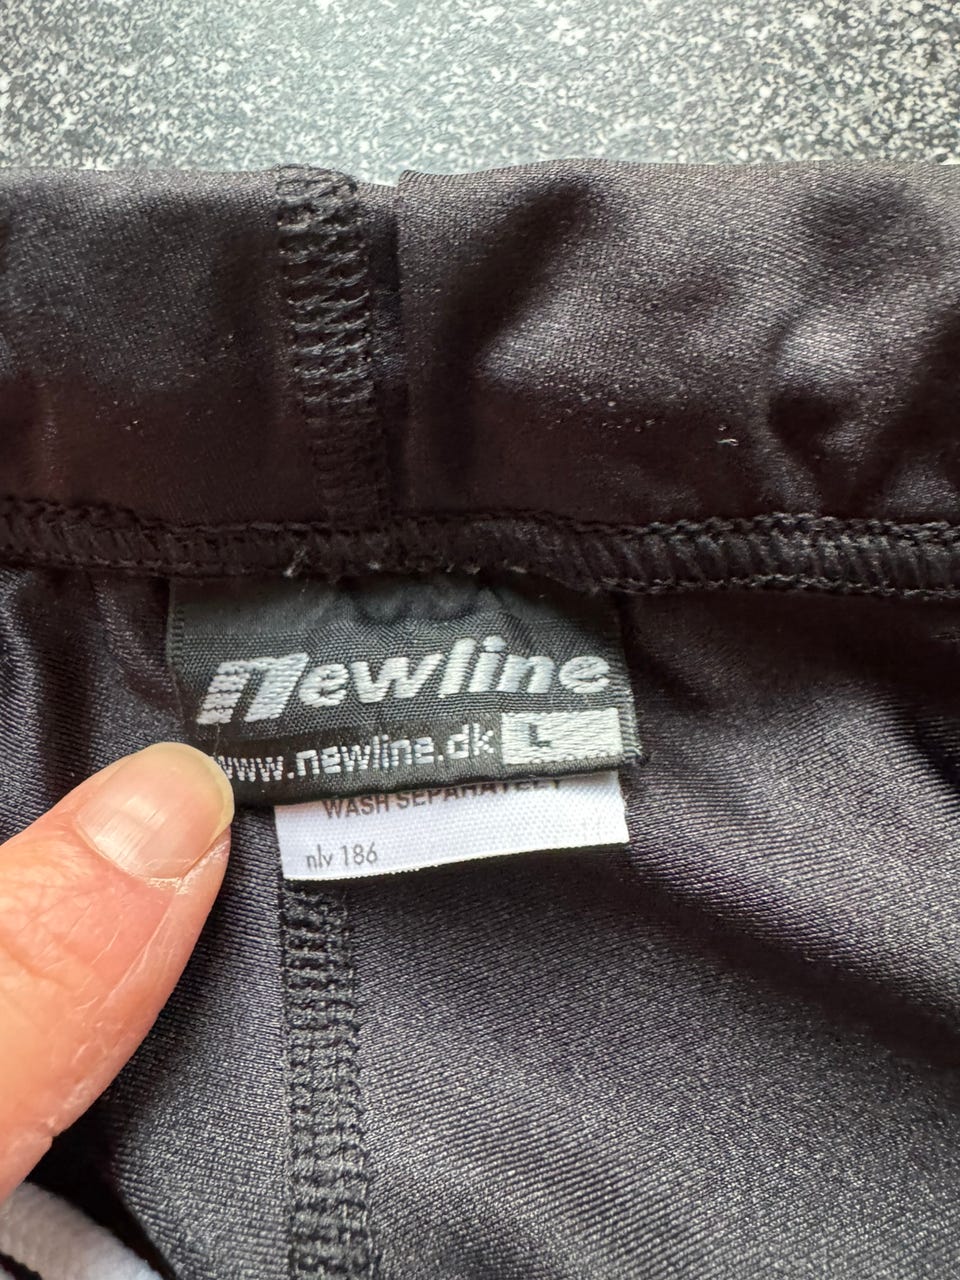 newline
www.newline.dk L
WASH SEPARATELY
nlv 186